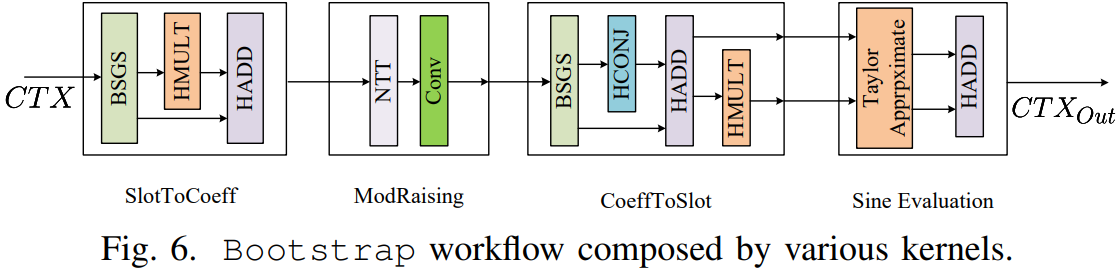 CTX
BSGS
HMULT
HADD
SlotToCoeff
NTT
Conv
ModRaising
BSGS
HCONJ
HADD
HMULT
CoeffToSlot
Taylor
Apprpximate
HADD
Sine Evaluation
CTX_Out
Fig. 6. Bootstrap workflow composed by various kernels.